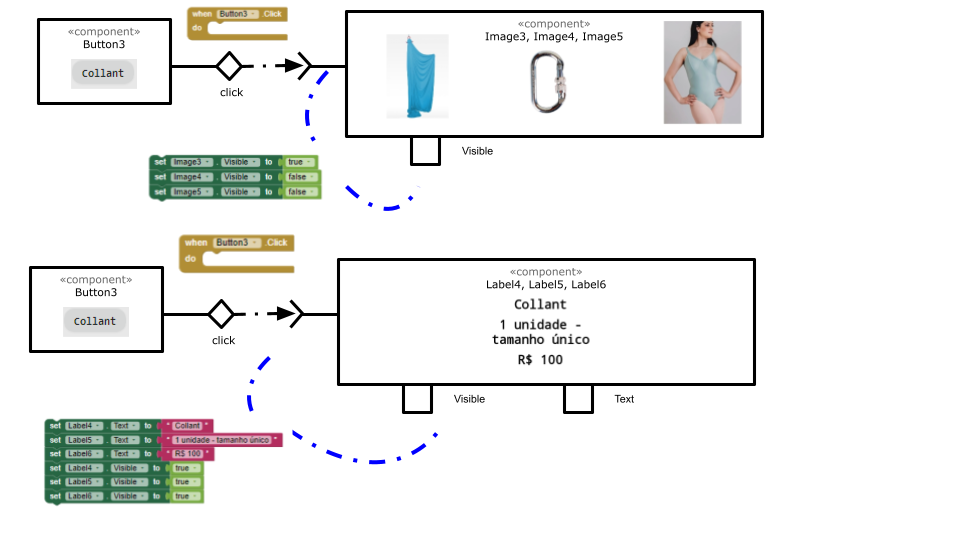 «component»
Button3
Collant
when Button3 .Click
do
click
«component»
Image3, Image4, Image5
Visible
set Image3 . Visible to true
set Image4 . Visible to false
set Image5 . Visible to false
«component»
Button3
Collant
when Button3 .Click
do
click
«component»
Label4, Label5, Label6
Collant
1 unidade -
tamanho único
R$ 100
Visible
Text
set Label4 . Text to " Collant "
set Label5 . Text to " 1 unidade - tamanho único "
set Label6 . Text to " R$ 100 "
set Label4 . Visible to true
set Label5 . Visible to true
set Label6 . Visible to true